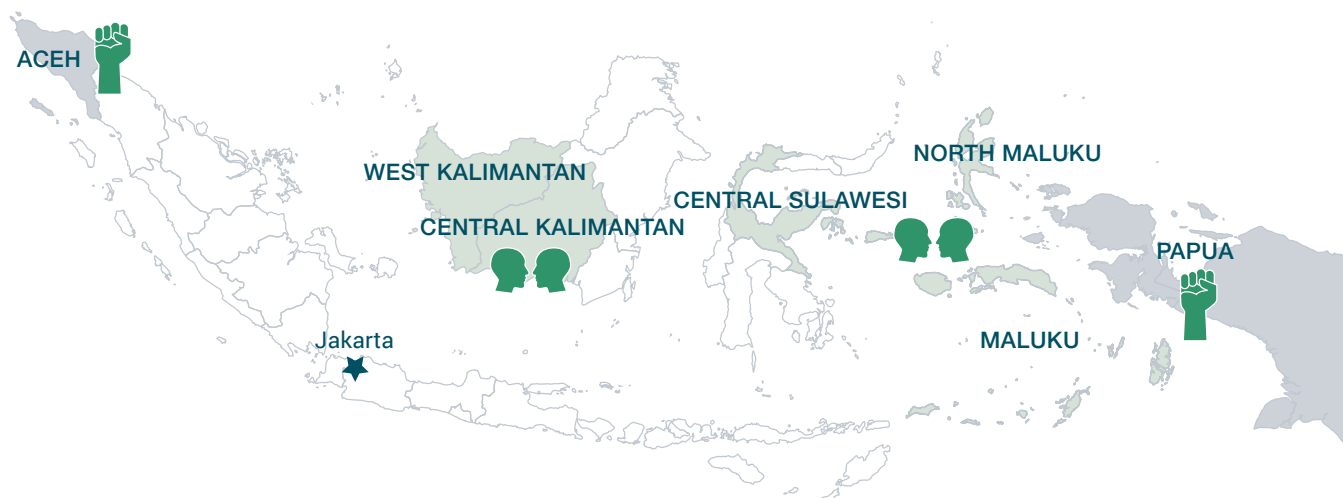 ACEH
NORTH MALUKU
WEST KALIMANTAN
CENTRAL SULAWESI
CENTRAL KALIMANTAN
PAPUA
Jakarta
MALUKU